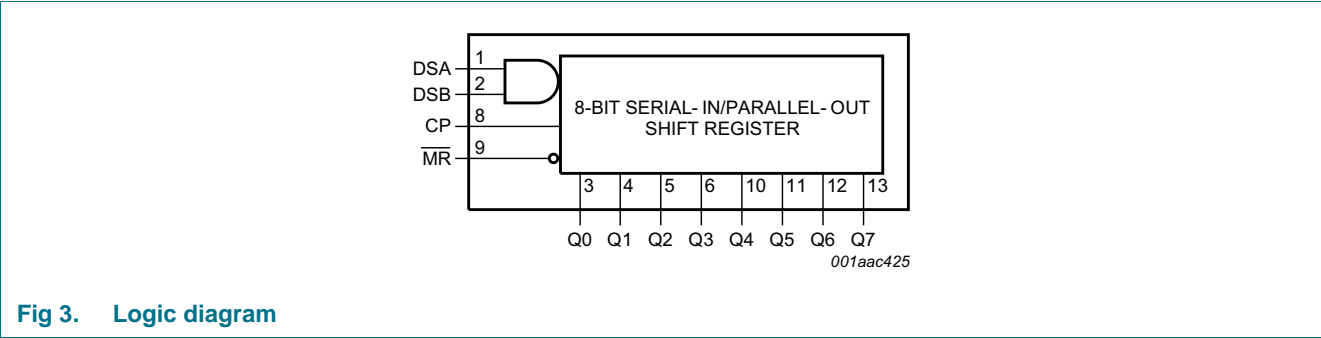 DSA 1
DSB 2
8-BIT SERIAL- IN/PARALLEL- OUT
SHIFT REGISTER
CP 8
MR 9
3 4 5 6 10 11 12 13
Q0 Q1 Q2 Q3 Q4 Q5 Q6 Q7
001aac425
Fig 3. Logic diagram